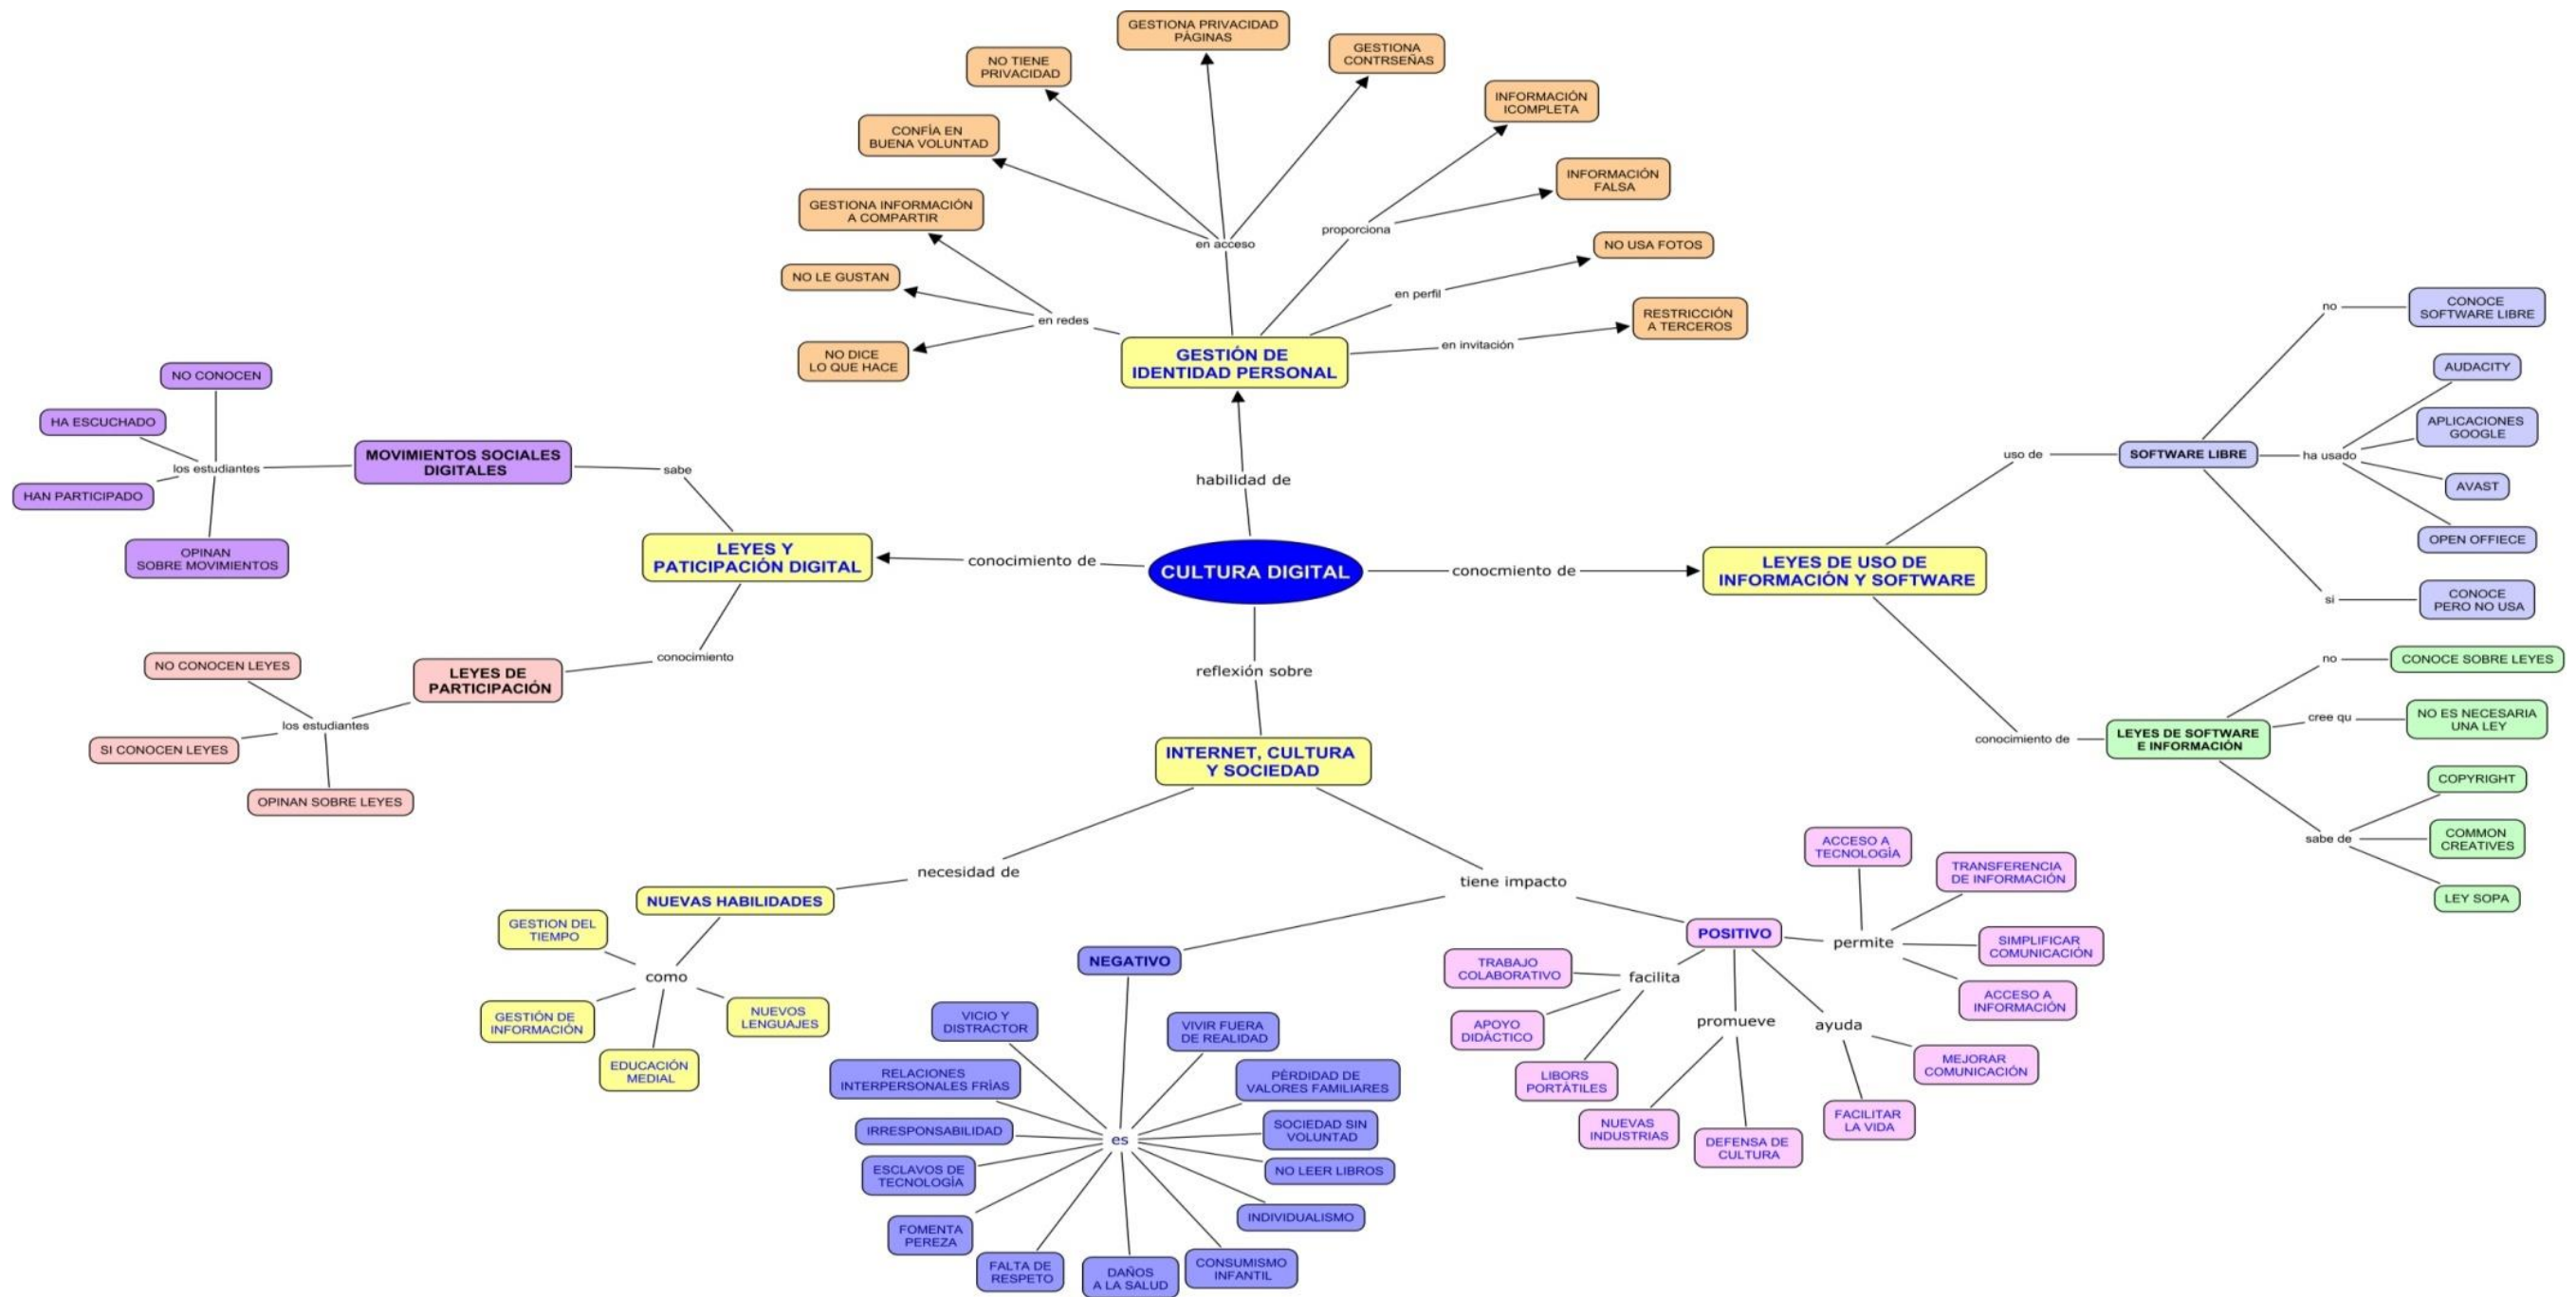 GESTIONA PRIVACIDAD
PÀGINAS
GESTIONA
CONTRSEÑAS
NO TIENE
PRIVACIDAD
INFORMACIÓN
ICOMPLETA
CONFÍA EN
BUENA VOLUNTAD
INFORMACIÓN
FALSA
GESTIONA INFORMACIÓN
A COMPARTIR
proporciona
en acceso
NO USA FOTOS
NO LE GUSTAN
en perfil
en redes
RESTRICCIÓN
A TERCEROS
en invitación
NO DICE
LO QUE HACE
GESTIÓN DE
IDENTIDAD PERSONAL
habilidad de
NO CONOCEN
HA ESCUCHADO
los estudiantes
HAN PARTICIPADO
OPINAN
SOBRE MOVIMIENTOS
MOVIMIENTOS SOCIALES
DIGITALES
sabe
LEYES Y
PATICIPACIÓN DIGITAL
conocimiento de
CULTURA DIGITAL
conocmiento de
LEYES DE USO DE
INFORMACIÓN Y SOFTWARE
uso de
SOFTWARE LIBRE
no
CONOCE
SOFTWARE LIBRE
ha usado
AUDACITY
APLICACIONES
GOOGLE
AVAST
OPEN OFFIECE
si
CONOCE
PERO NO USA
conocimiento
LEYES DE
PARTICIPACIÓN
los estudiantes
NO CONOCEN LEYES
SI CONOCEN LEYES
OPINAN SOBRE LEYES
conocimiento de
LEYES DE SOFTWARE
E INFORMACIÓN
no
CONOCE SOBRE LEYES
cree qu
NO ES NECESARIA
UNA LEY
sabe de
COPYRIGHT
COMMON
CREATIVES
LEY SOPA
reflexión sobre
INTERNET, CULTURA
Y SOCIEDAD
necesidad de
NUEVAS HABILIDADES
como
GESTION DEL
TIEMPO
GESTIÓN DE
INFORMACIÓN
EDUCACIÓN
MEDIAL
NUEVOS
LENGUAJES
tiene impacto
NEGATIVO
es
VICIO Y
DISTRACTOR
VIVIR FUERA
DE REALIDAD
RELACIONES
INTERPERSONALES FRÍAS
PÈRDIDAD DE
VALORES FAMILIARES
IRRESPONSABILIDAD
SOCIEDAD SIN
VOLUNTAD
ESCLAVOS DE
TECNOLOGÍA
NO LEER LIBROS
FOMENTA
PEREZA
INDIVIDUALISMO
FALTA DE
RESPETO
DAÑOS
A LA SALUD
CONSUMISMO
INFANTIL
POSITIVO
facilita
TRABAJO
COLABORATIVO
APOYO
DIDÀCTICO
LIBORS
PORTÀTILES
promueve
NUEVAS
INDUSTRIAS
DEFENSA DE
CULTURA
ayuda
MEJORAR
COMUNICACIÓN
FACILITAR
LA VIDA
permite
ACCESO A
TECNOLOGÍA
TRANSFERENCIA
DE INFORMACIÓN
SIMPLIFICAR
COMUNICACIÓN
ACCESO A
INFORMACIÓN